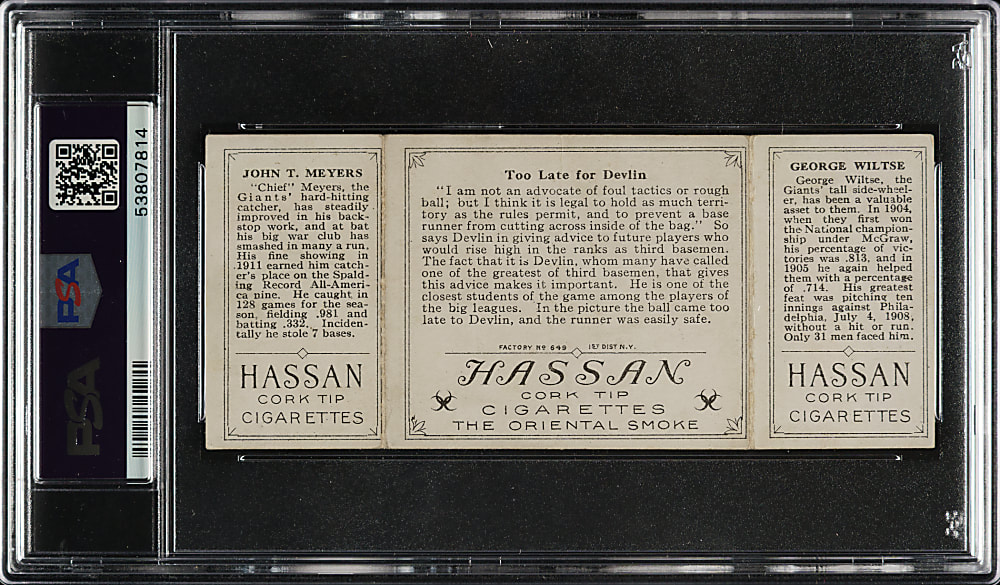 53807814
PSA
PSA
JOHN T. MEYERS
"Chief" Meyers, the
Giants' hard-hitting
catcher, has steadily
improved in his back-
stop work, and at bat
his big war club has
smashed in many a run.
His fine showing in
1911 earned him catch-
er's place on the Spald-
ing Record All-Ameri-
ca nine. He caught in
128 games for the sea-
son, fielding .981 and
batting .332. Inciden-
tally he stole 7 bases.
HASSAN
CORK TIP
CIGARETTES
Too Late for Devlin
"I am not an advocate of foul tactics or rough
ball; but I think it is legal to hold as much terri-
tory as the rules permit, and to prevent a base
runner from cutting across inside of the bag." So
says Devlin in giving advice to future players who
would rise high in the ranks as third basemen.
The fact that it is Devlin, whom many have called
one of the greatest of third basemen, that gives
this advice makes it important. He is one of the
closest students of the game among the players of
the big leagues. In the picture the ball came too
late to Devlin, and the runner was easily safe.
FACTORY No 649 1ST DIST N.Y.
HASSAN
CORK TIP
CIGARETTES
THE ORIENTAL SMOKE
GEORGE WILTSE
George Wiltse, the
Giants' tall side-wheel-
er, has been a valuable
asset to them. In 1904,
when they first won
the National champion-
ship under McGraw,
his percentage of vic-
tories was .813, and in
1905 he again helped
them with a percentage
of .714. His greatest
feat was pitching ten
innings against Phila-
delphia, July 4, 1908,
without a hit or run.
Only 31 men faced him.
HASSAN
CORK TIP
CIGARETTES